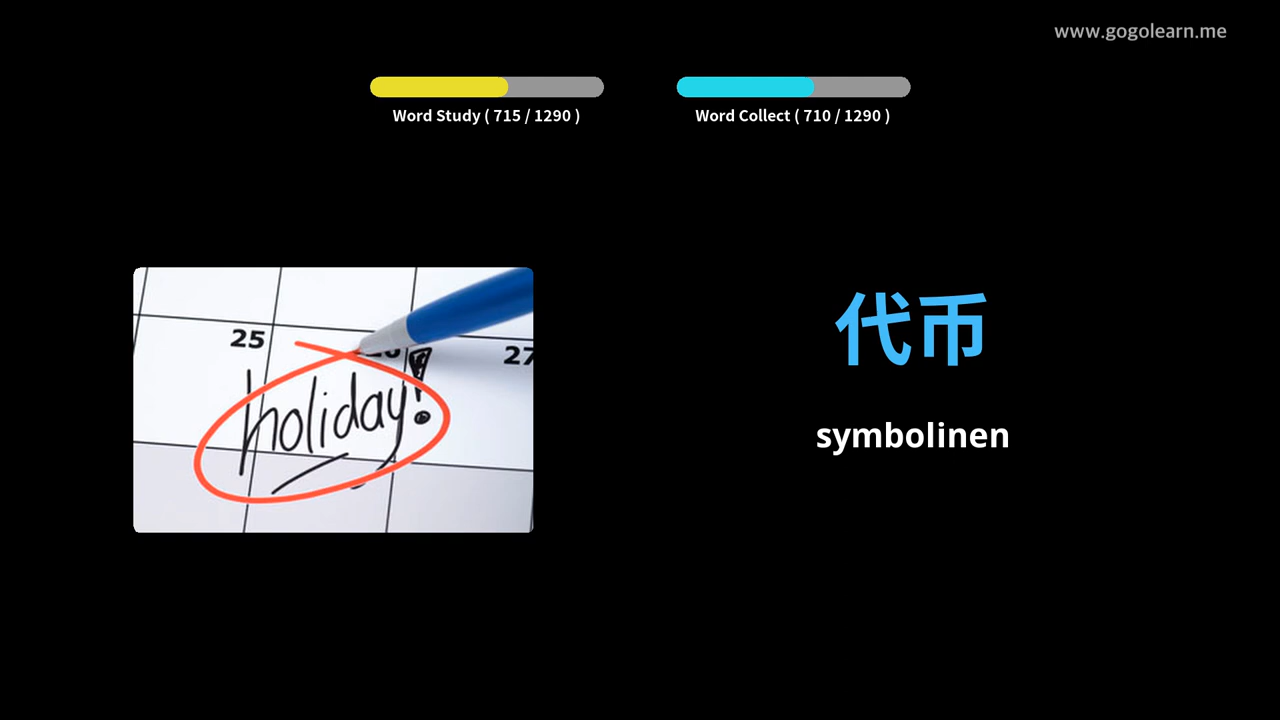 www.gogolearn.me
Word Study ( 715 / 1290 )
Word Collect ( 710 / 1290 )
25
27
holiday!
代币
symbolinen